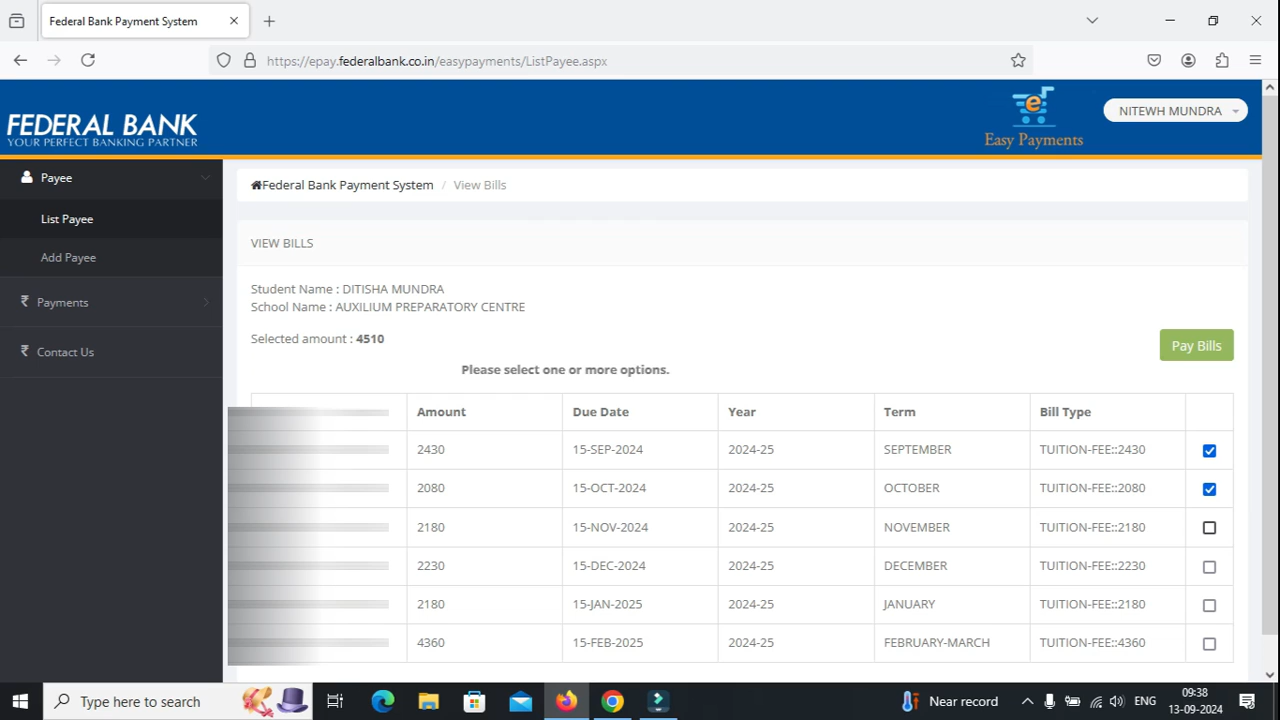 Federal Bank Payment System
https://epay.federalbank.co.in/easypayments/ListPayee.aspx
FEDERAL BANK
YOUR PERFECT BANKING PARTNER
e
Easy Payments
NITEWH MUNDRA
Payee
List Payee
Add Payee
₹ Payments
₹ Contact Us
Federal Bank Payment System / View Bills
VIEW BILLS
Student Name : DITISHA MUNDRA
School Name : AUXILIUM PREPARATORY CENTRE
Selected amount : 4510
Pay Bills
Please select one or more options.
Amount Due Date Year Term Bill Type
2430 15-SEP-2024 2024-25 SEPTEMBER TUITION-FEE::2430
2080 15-OCT-2024 2024-25 OCTOBER TUITION-FEE::2080
2180 15-NOV-2024 2024-25 NOVEMBER TUITION-FEE::2180
2230 15-DEC-2024 2024-25 DECEMBER TUITION-FEE::2230
2180 15-JAN-2025 2024-25 JANUARY TUITION-FEE::2180
4360 15-FEB-2025 2024-25 FEBRUARY-MARCH TUITION-FEE::4360
Type here to search
Near record
ENG
09:38
13-09-2024